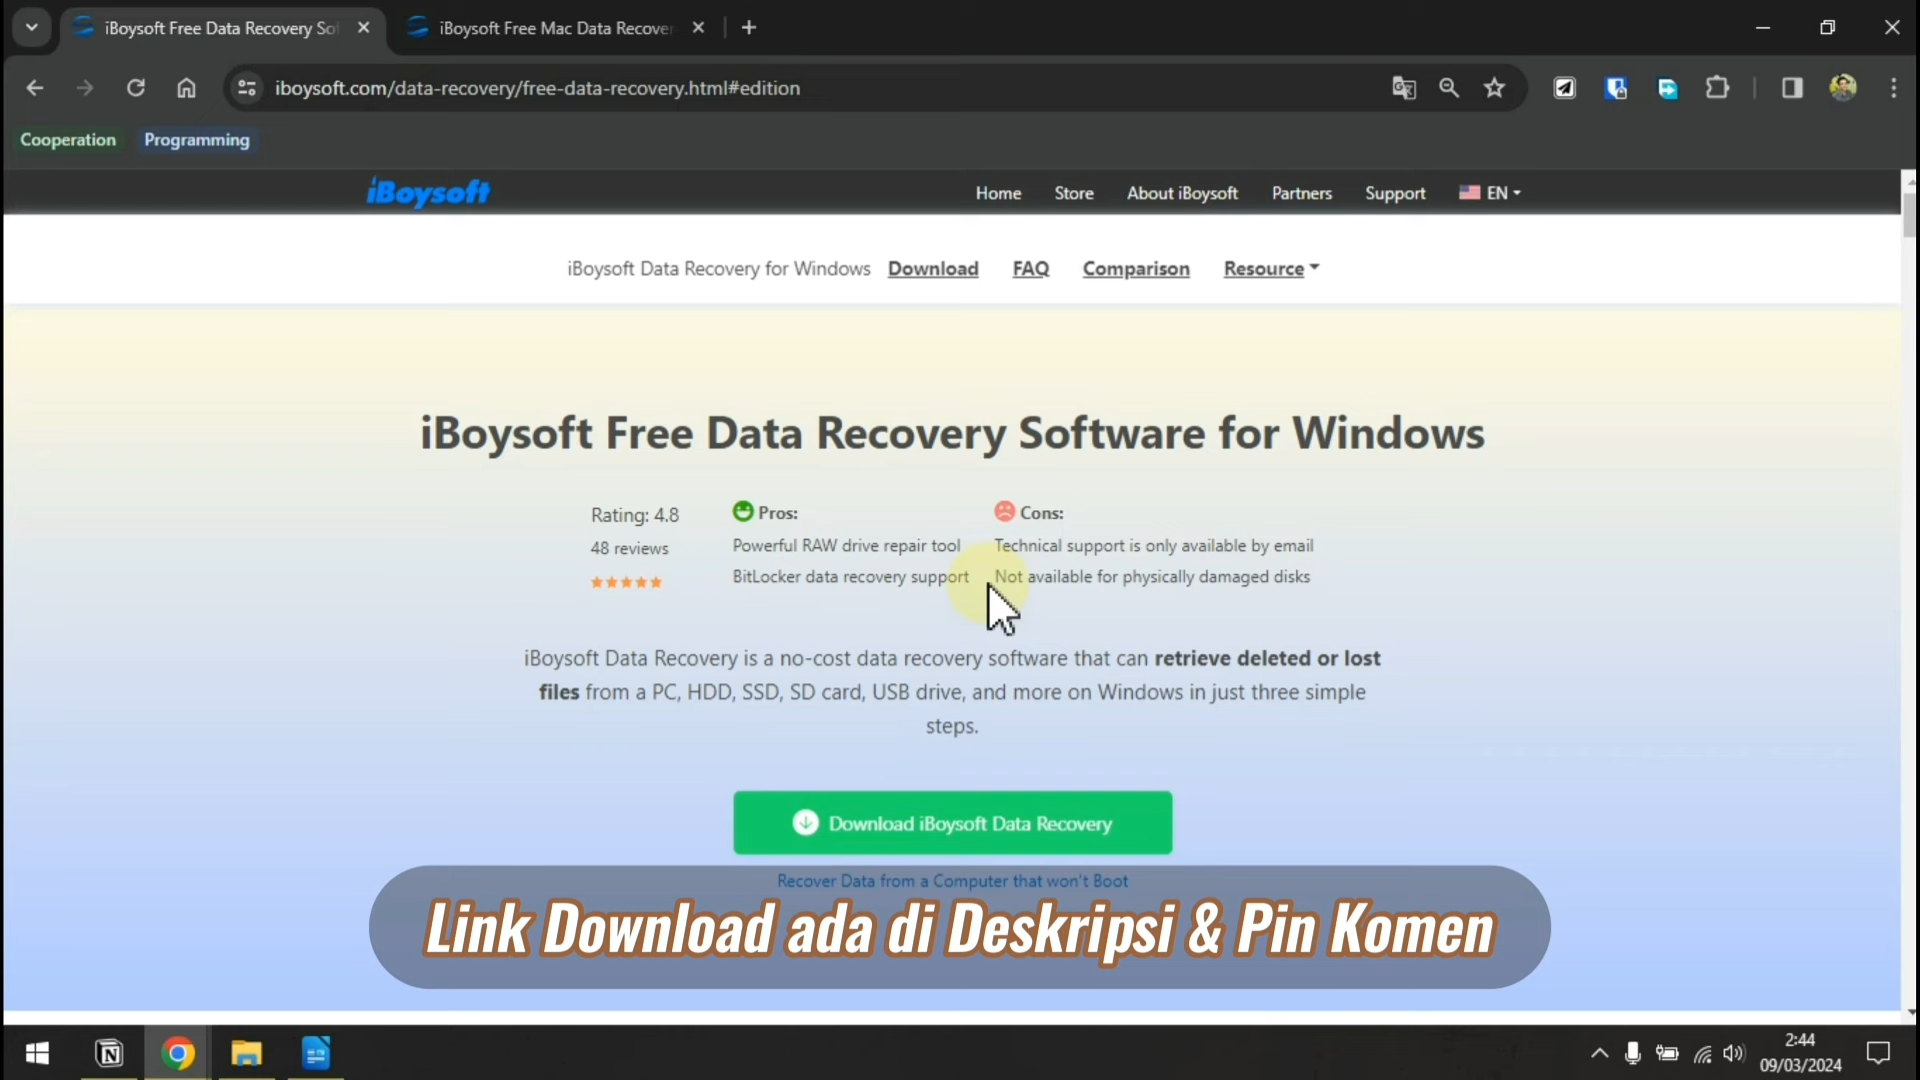 iBoysoft Free Data Recovery So
iBoysoft Free Mac Data Recover
iboysoft.com/data-recovery/free-data-recovery.html#edition
Cooperation Programming
iBoysoft Home Store About iBoysoft Partners Support EN
iBoysoft Data Recovery for Windows Download FAQ Comparison Resource
iBoysoft Free Data Recovery Software for Windows
Rating: 4.8
48 reviews
Pros:
Powerful RAW drive repair tool
BitLocker data recovery support
Cons:
Technical support is only available by email
Not available for physically damaged disks
iBoysoft Data Recovery is a no-cost data recovery software that can retrieve deleted or lost
files from a PC, HDD, SSD, SD card, USB drive, and more on Windows in just three simple
steps.
Download iBoysoft Data Recovery
Recover Data from a Computer that won't Boot
Link Download ada di Deskripsi & Pin Komen
2:44
09/03/2024